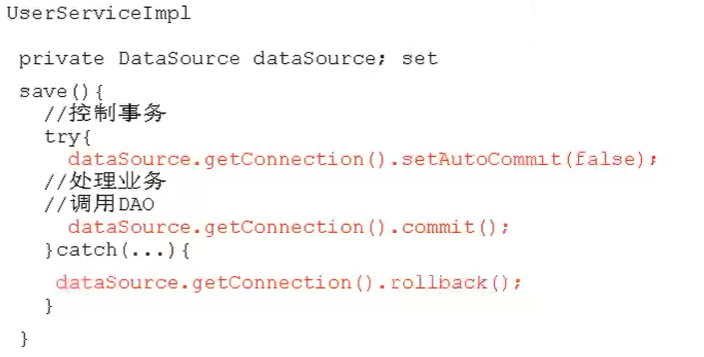 UserServiceImpl
private DataSource dataSource; set
save(){
//控制事务
try{
dataSource.getConnection().setAutoCommit(false);
//处理业务
//调用DAO
dataSource.getConnection().commit();
}catch(...){
dataSource.getConnection().rollback();
}
}